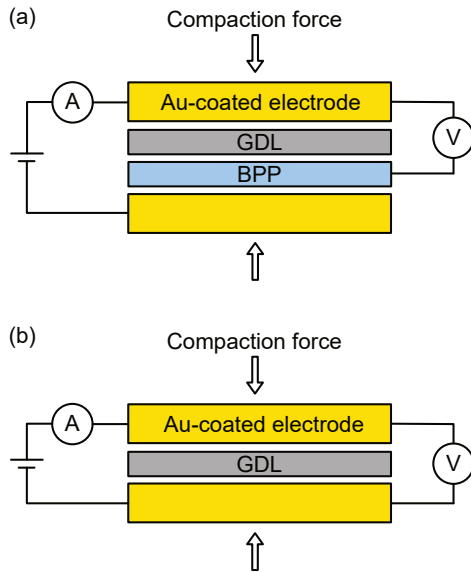 (a)
Compaction force
A
Au-coated electrode
GDL
V
BPP
(b)
Compaction force
A
Au-coated electrode
GDL
V